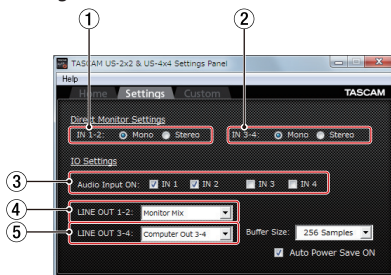 1 2
TASCAM US-2x2 & US-4x4 Settings Panel
Help
Home Settings Custom TASCAM
Direct Monitor Settings
IN 1-2: Mono Stereo IN 3-4: Mono Stereo
IO Settings
3 Audio Input ON: IN 1 IN 2 IN 3 IN 4
4 LINE OUT 1-2: Monitor Mix
5 LINE OUT 3-4: Computer Out 3-4 Buffer Size: 256 Samples
Auto Power Save ON